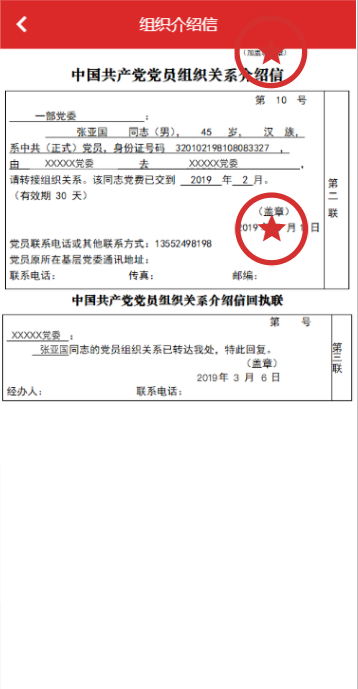 组织介绍信
中国共产党党员组织关系介绍信
第 10 号
一部党委 ：
张亚国 同志（男）， 45 岁， 汉 族，
系中共（正式）党员，身份证号码 320102198108083327 ，
由 XXXXX党委 去 XXXXX党委 ，
请转接组织关系。该同志党费已交到 2019 年 2 月。
（有效期 30 天）
（盖章）
2019 月 日
党员联系电话或其他联系方式：13552498198
党员原所在基层党委通讯地址：
联系电话： 传真： 邮编：
第二联
中国共产党党员组织关系介绍信回执联
第 号
XXXXX党委 ：
张亚国同志的党员组织关系已转达我处，特此回复。
（盖章）
2019年 3 月 6 日
经办人： 联系电话：
第三联